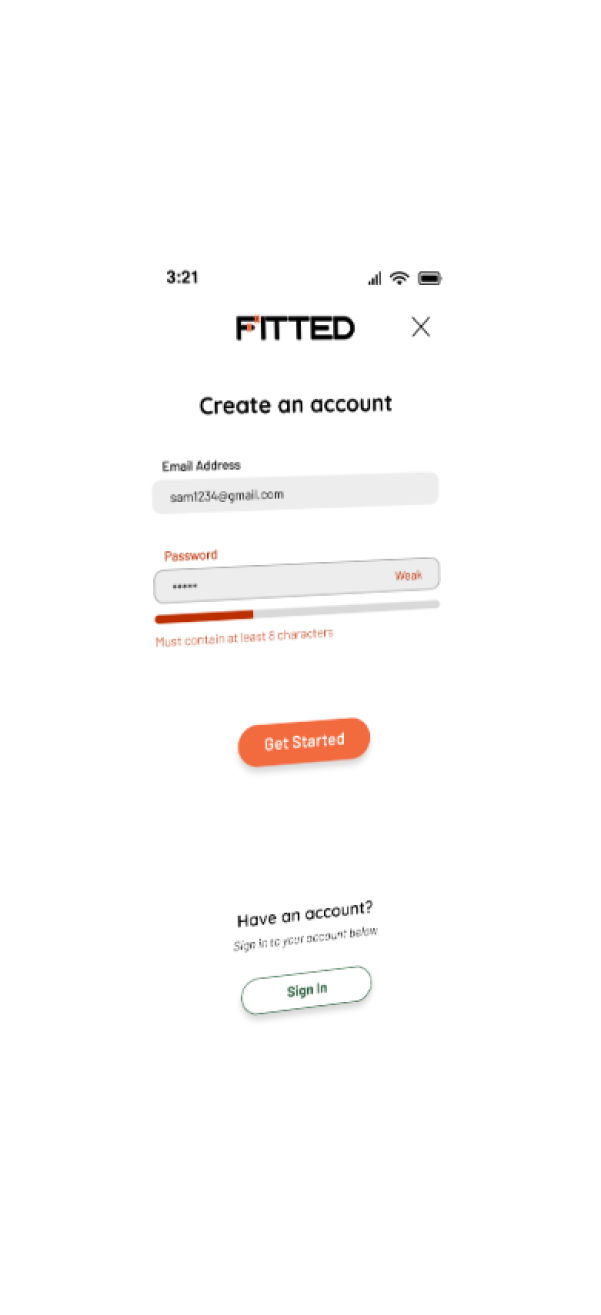 3:21
FITTED
Create an account
Email Address
sam1234@gmail.com
Password
••••• Weak
Must contain at least 8 characters
Get Started
Have an account?
Sign in to your account below
Sign In